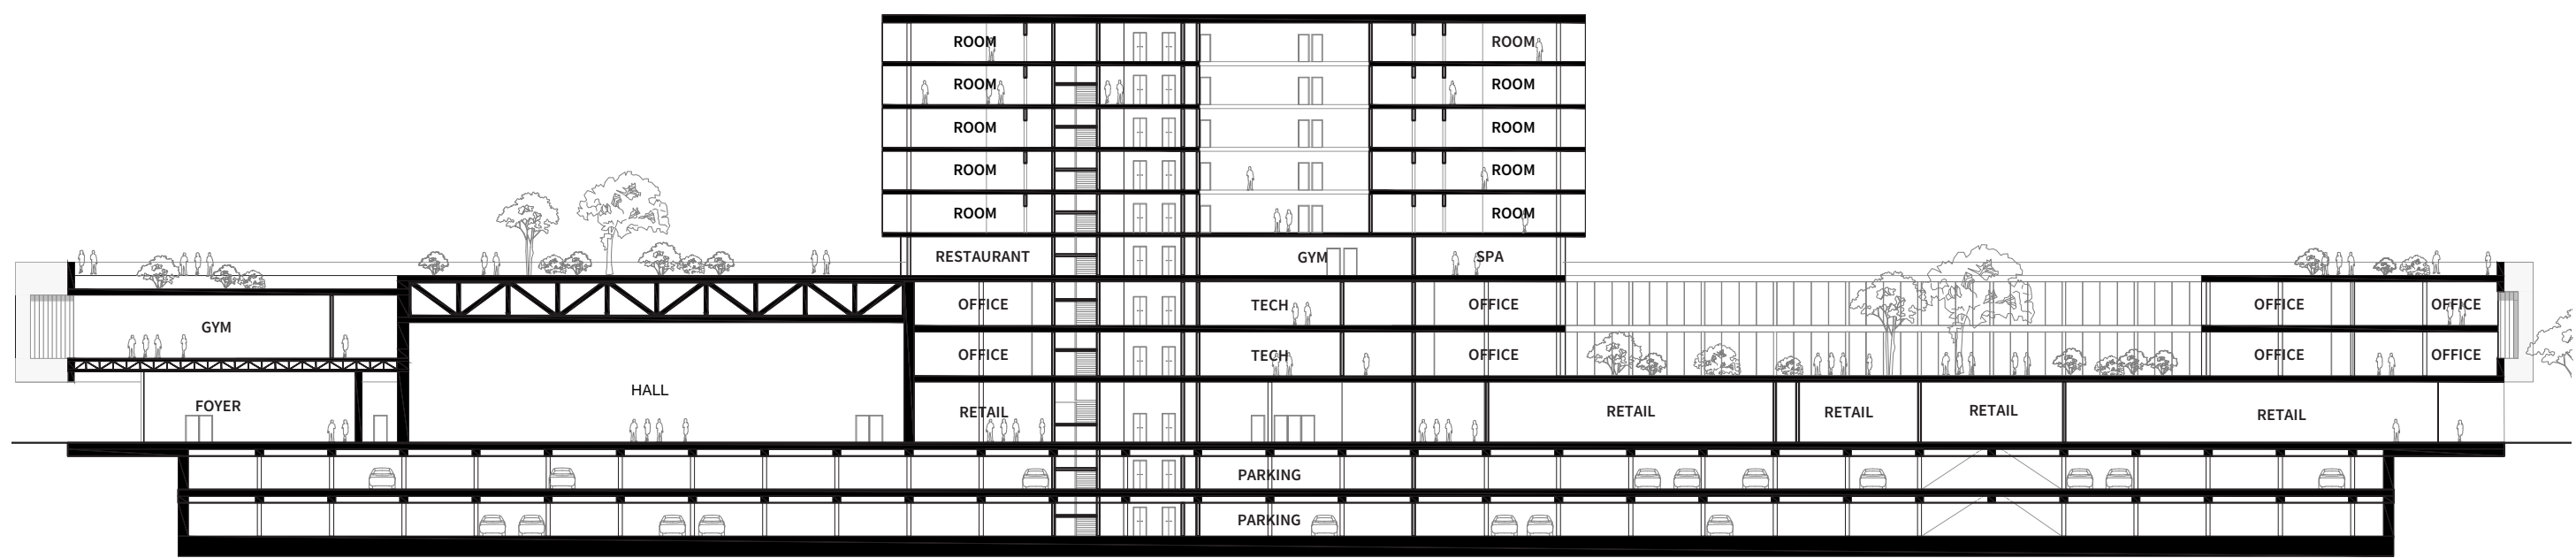 ROOM ROOM
ROOM ROOM
ROOM ROOM
ROOM ROOM
ROOM ROOM
RESTAURANT GYM SPA
OFFICE TECH OFFICE OFFICE OFFICE
GYM
OFFICE TECH OFFICE OFFICE OFFICE
HALL
FOYER RETAIL RETAIL RETAIL RETAIL RETAIL
PARKING
PARKING